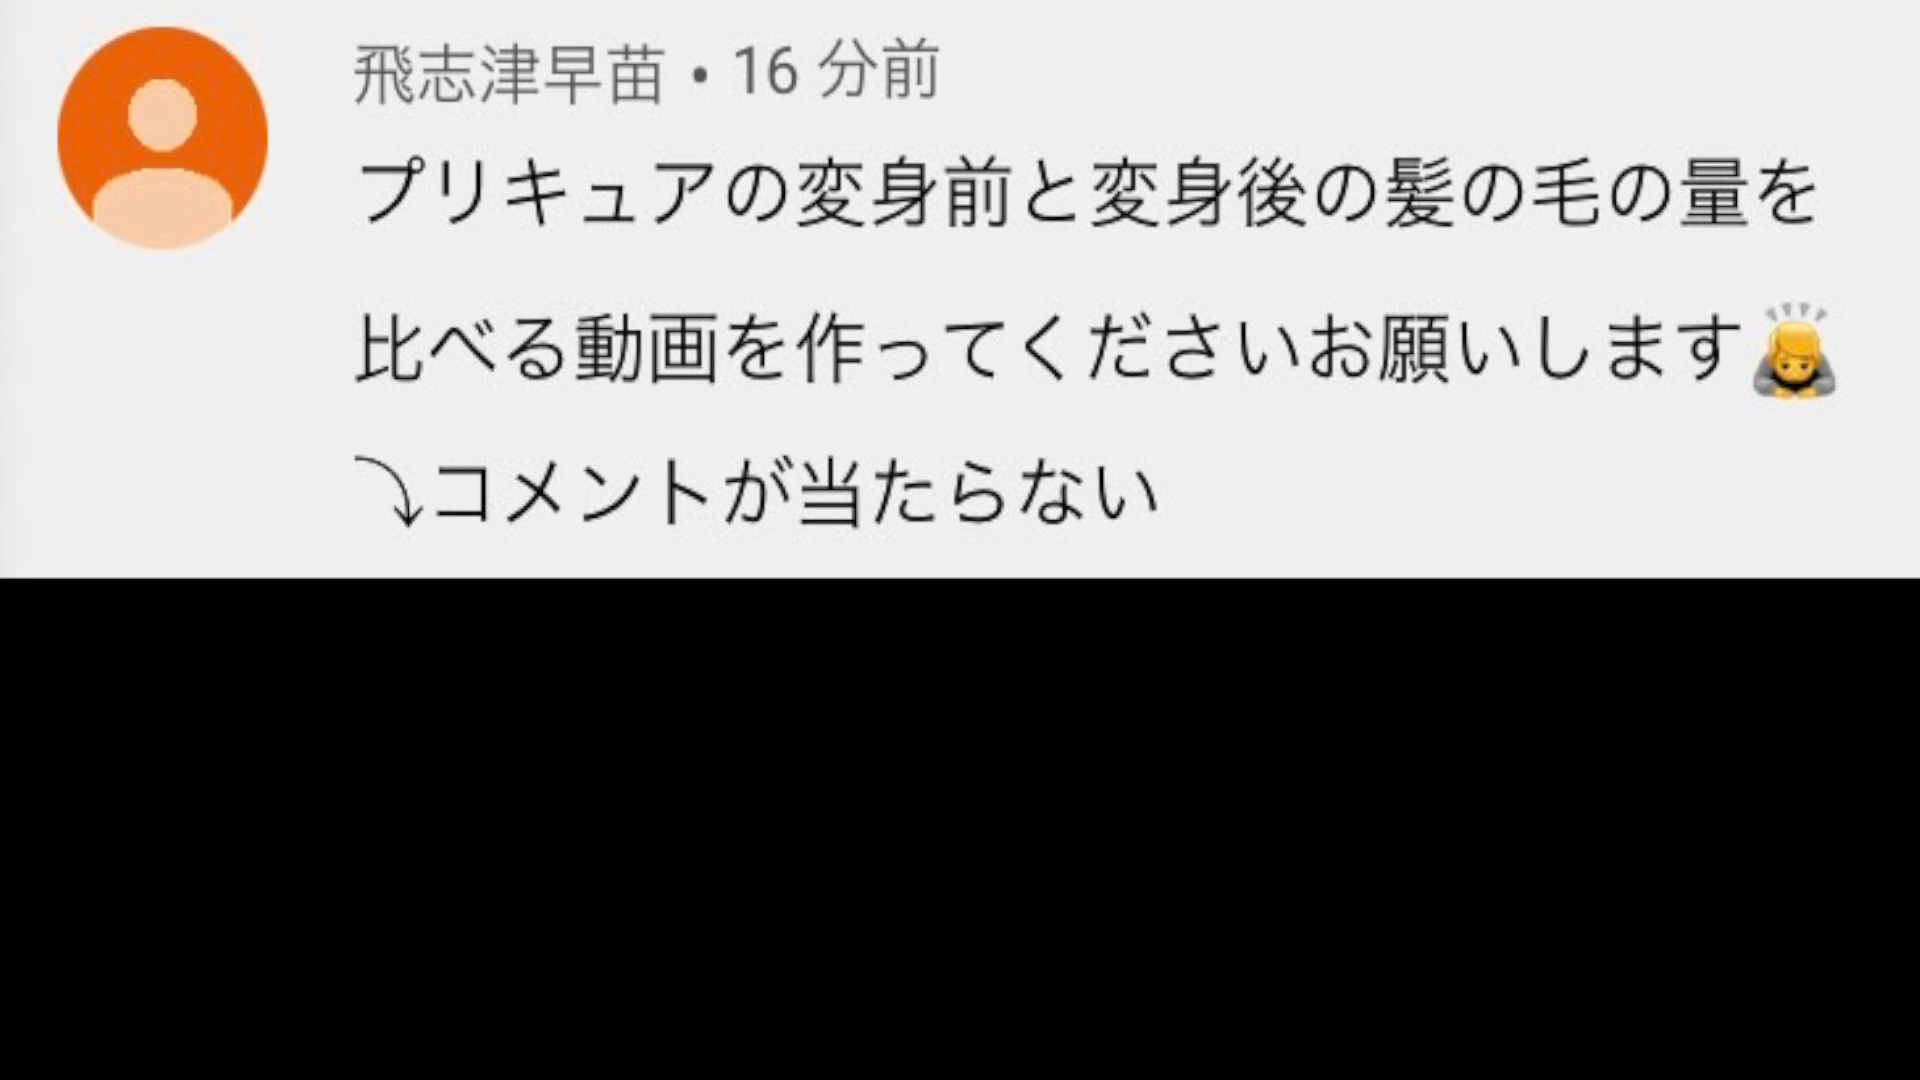 飛志津早苗 • 16 分前
プリキュアの変身前と変身後の髪の毛の量を
比べる動画を作ってくださいお願いします🙇
⤵コメントが当たらない